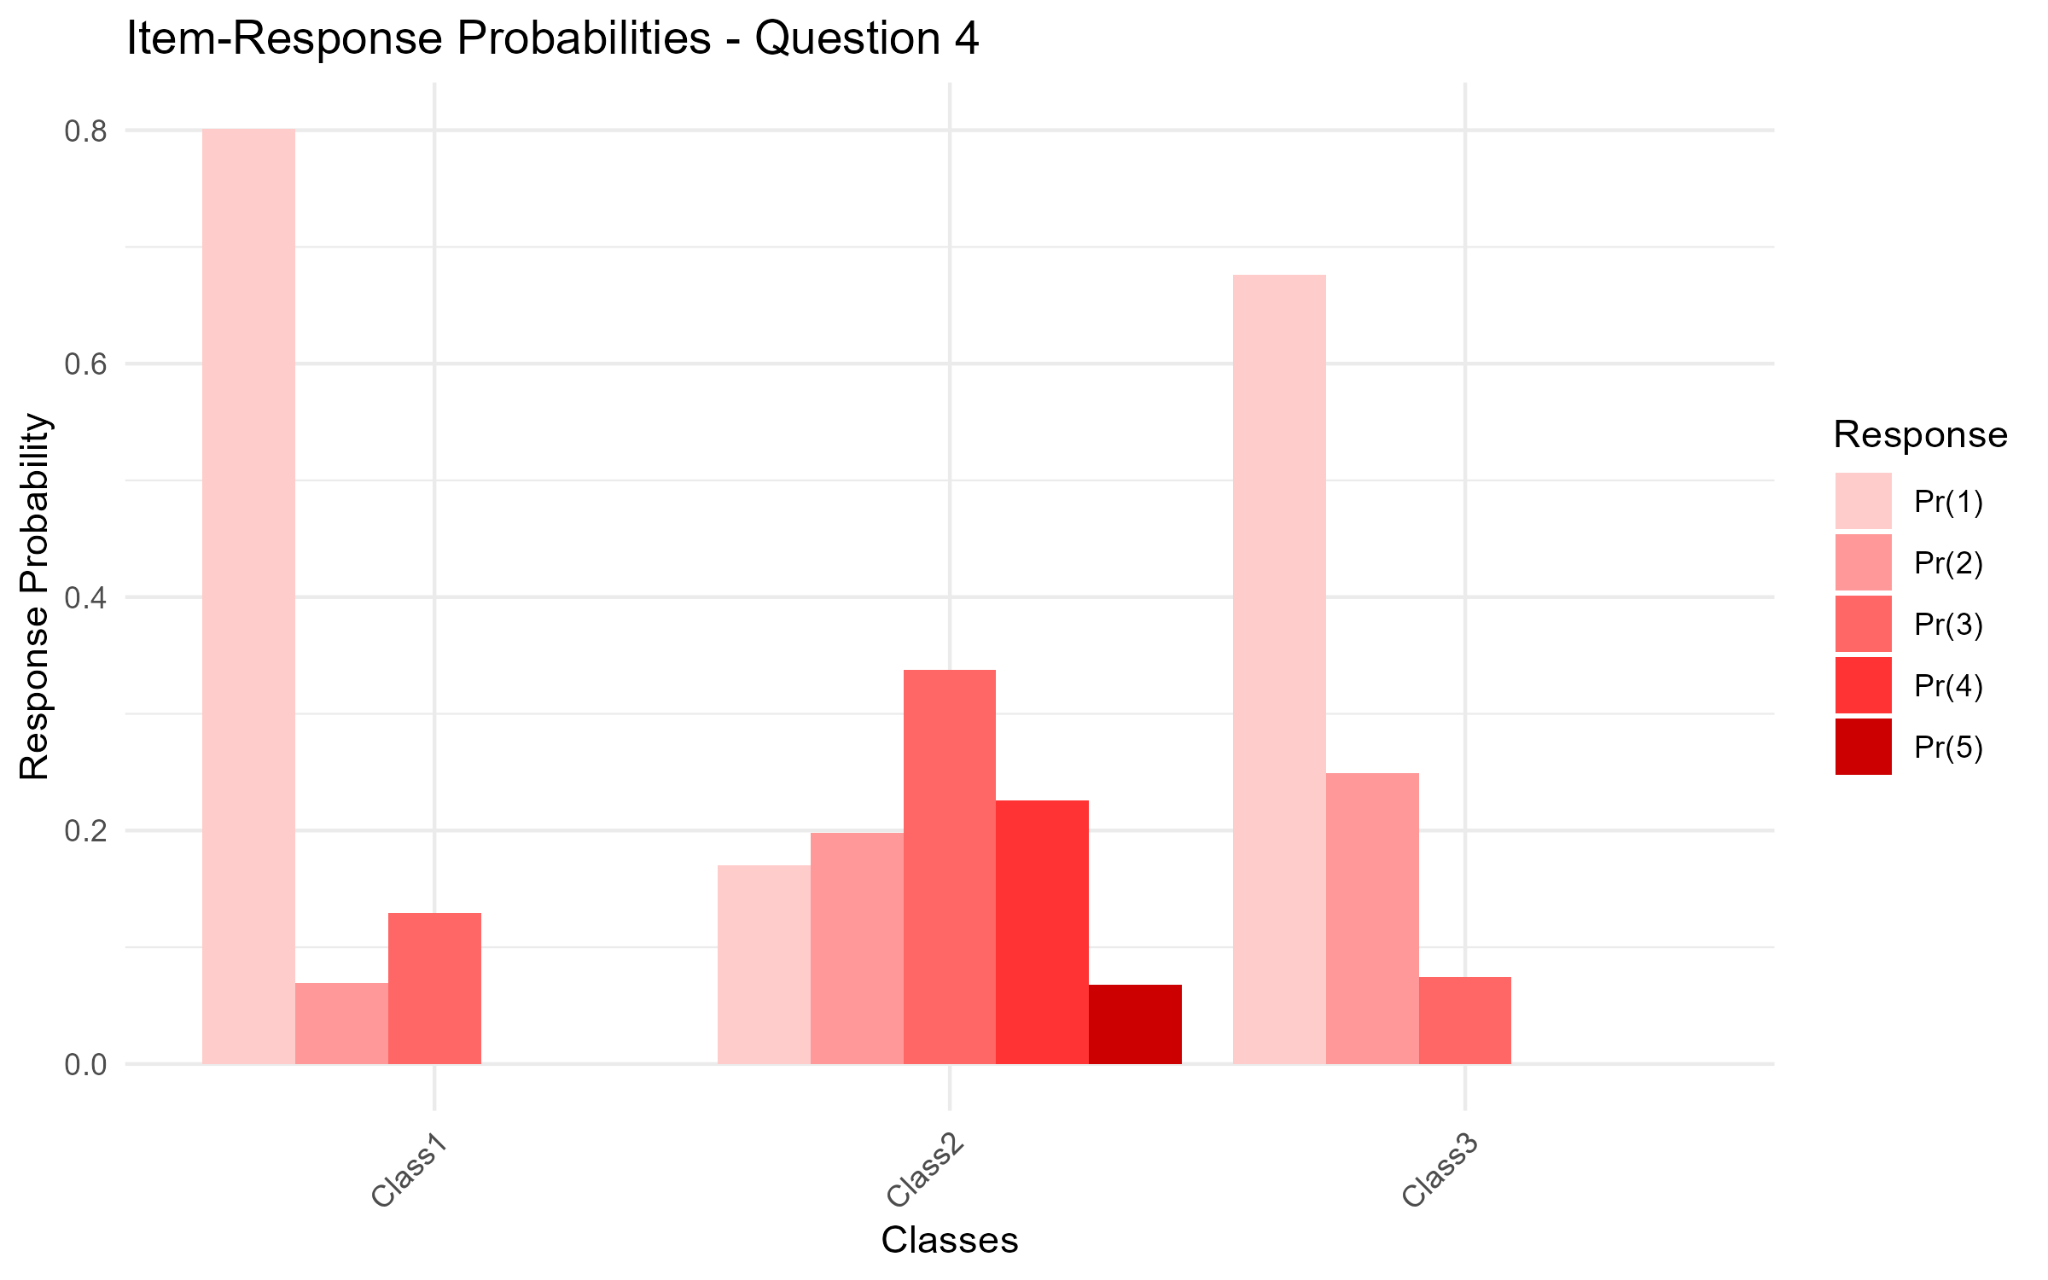 Item-Response Probabilities - Question 4
Response Probability
0.8
0.6
0.4
0.2
0.0
Class1
Class2
Class3
Classes
Response
Pr(1)
Pr(2)
Pr(3)
Pr(4)
Pr(5)